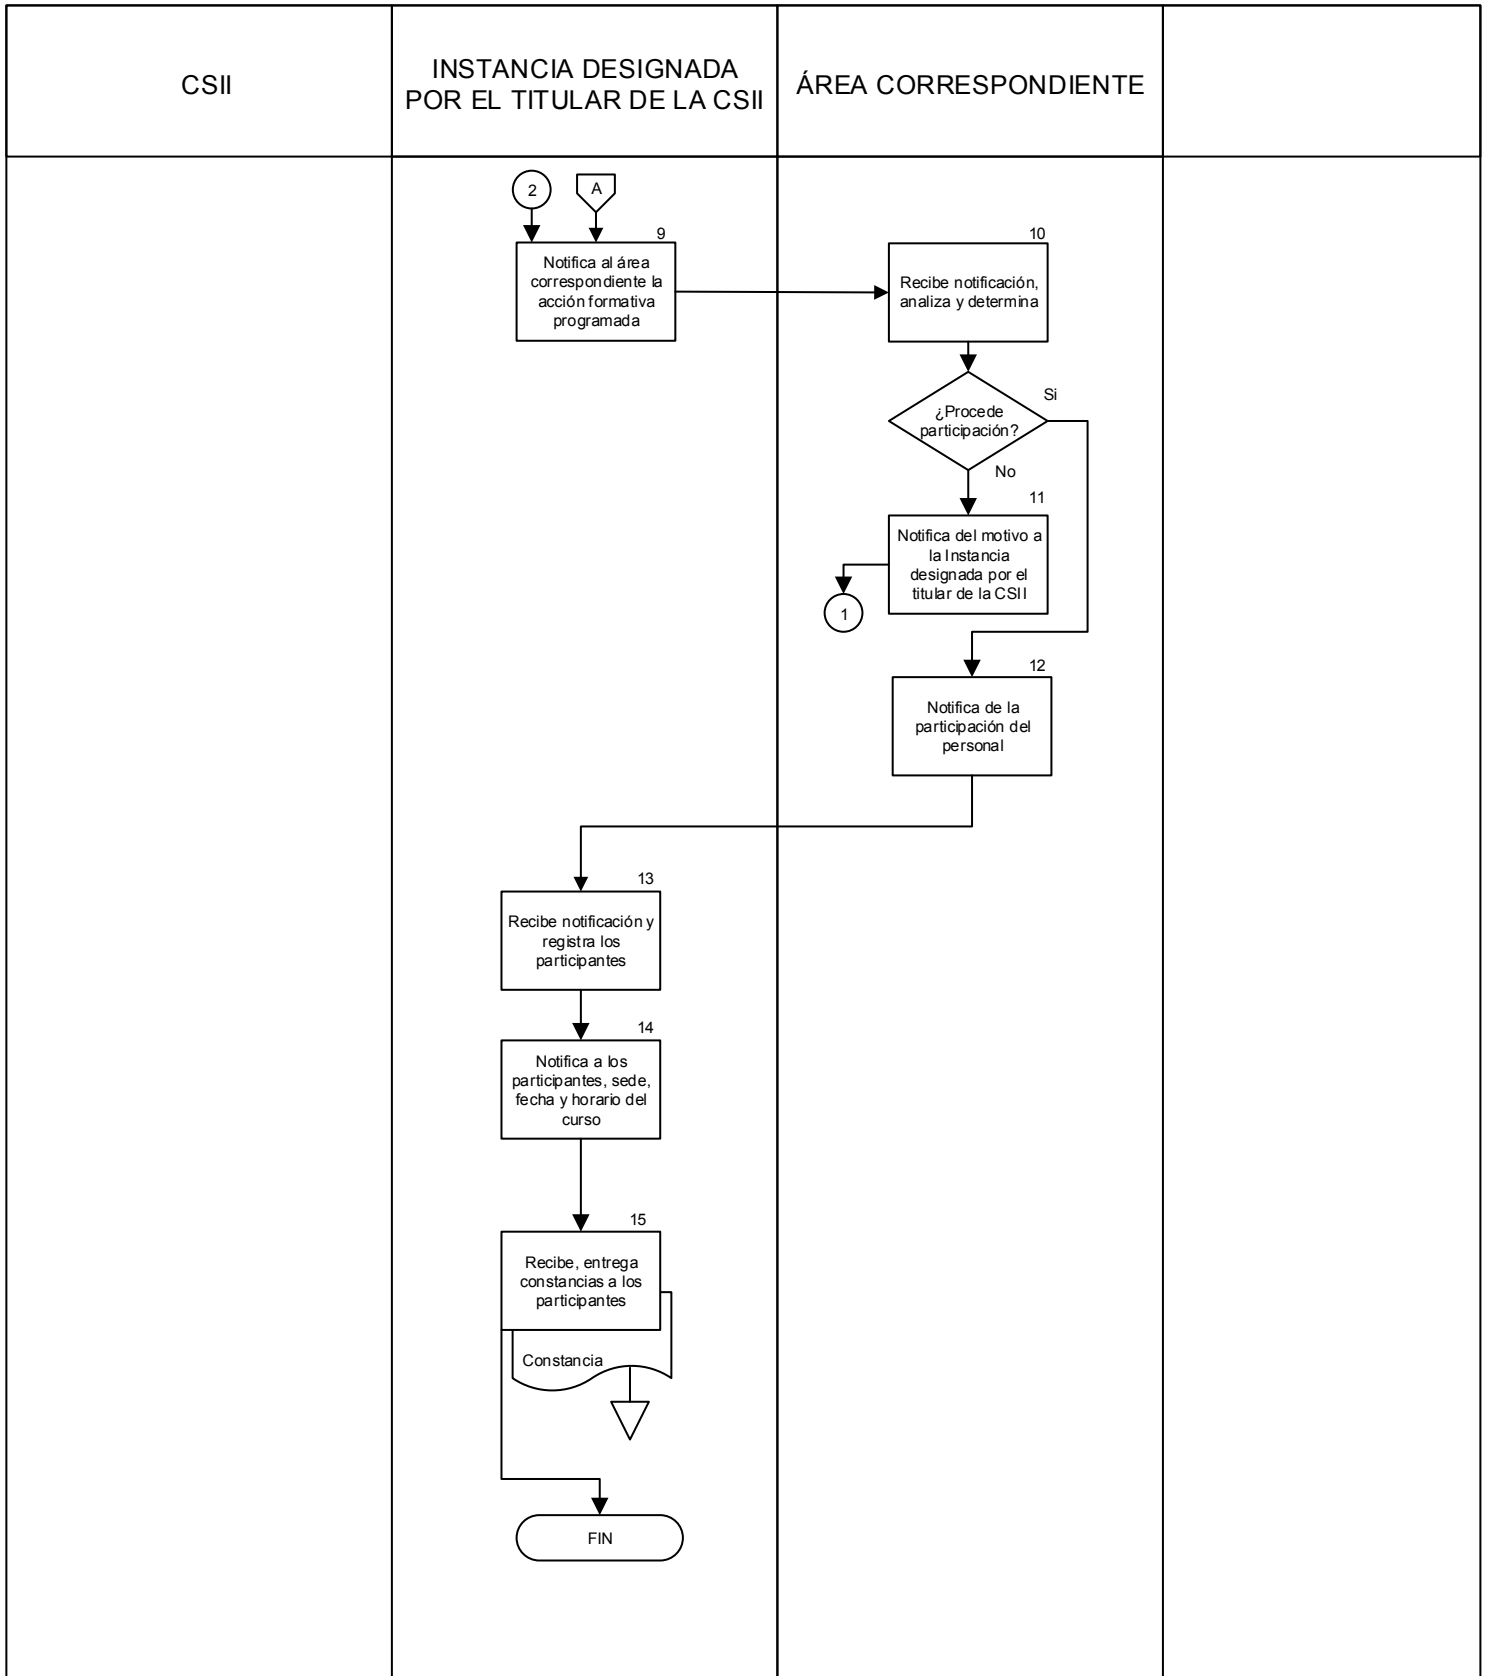 CSII
INSTANCIA DESIGNADA
POR EL TITULAR DE LA CSII
ÁREA CORRESPONDIENTE
2
A
9
Notifica al área
correspondiente la
acción formativa
programada
10
Recibe notificación,
analiza y determina
¿Procede
participación?
Si
No
11
Notifica del motivo a
la Instancia
designada por el
titular de la CSII
1
12
Notifica de la
participación del
personal
13
Recibe notificación y
registra los
participantes
14
Notifica a los
participantes, sede,
fecha y horario del
curso
15
Recibe, entrega
constancias a los
participantes
Constancia
FIN